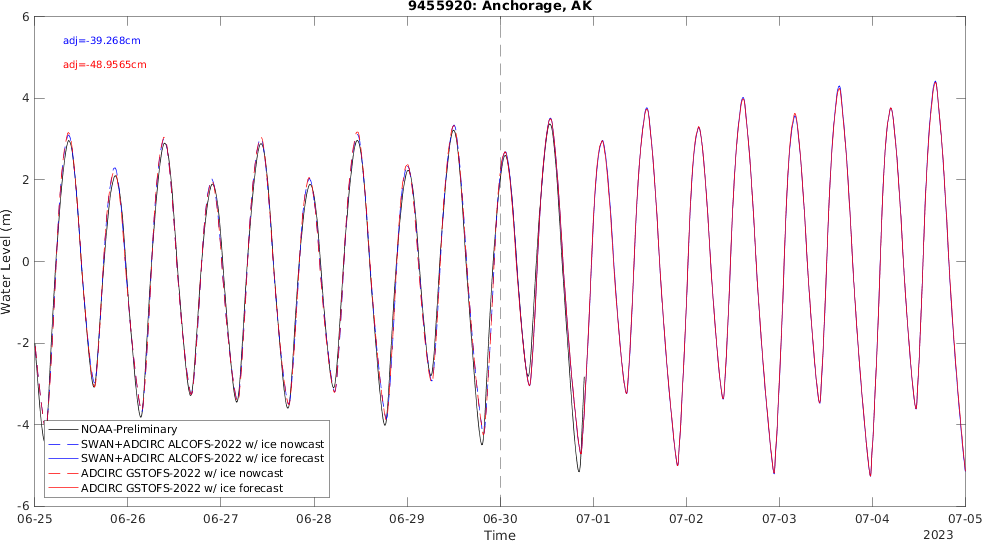 9455920: Anchorage, AK
adj=-39.268cm
adj=-48.9565cm
6
4
2
0
-2
-4
-6
Water Level (m)
NOAA-Preliminary
SWAN+ADCIRC ALCOFS-2022 w/ ice nowcast
SWAN+ADCIRC ALCOFS-2022 w/ ice forecast
ADCIRC GSTOFS-2022 w/ ice nowcast
ADCIRC GSTOFS-2022 w/ ice forecast
06-25 06-26 06-27 06-28 06-29 06-30 07-01 07-02 07-03 07-04 07-05
Time
2023